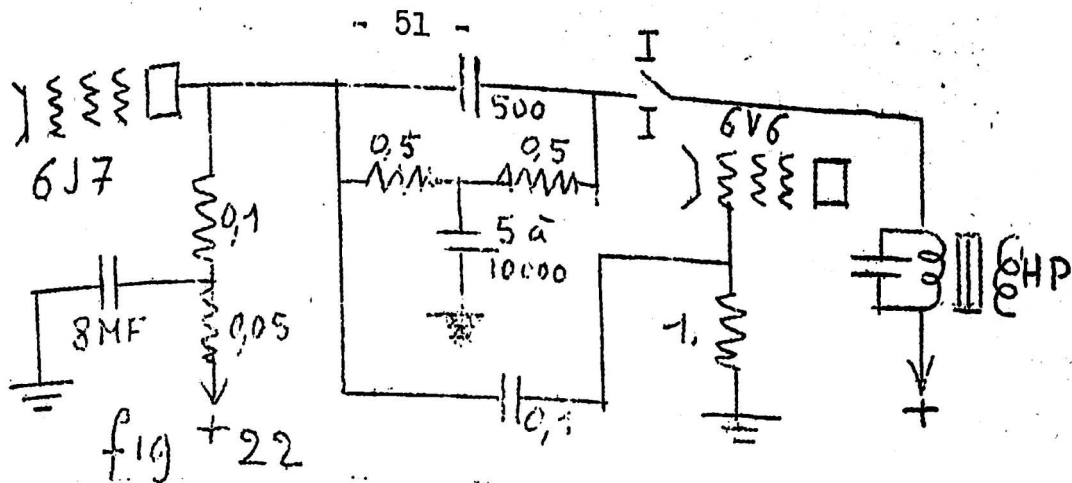 - 51 -
I
500
I
6V6
0,5
0,5
6J7
0,1
5 à
10000
HP
8MF
0,05
1.
0,1
+
fig + 22